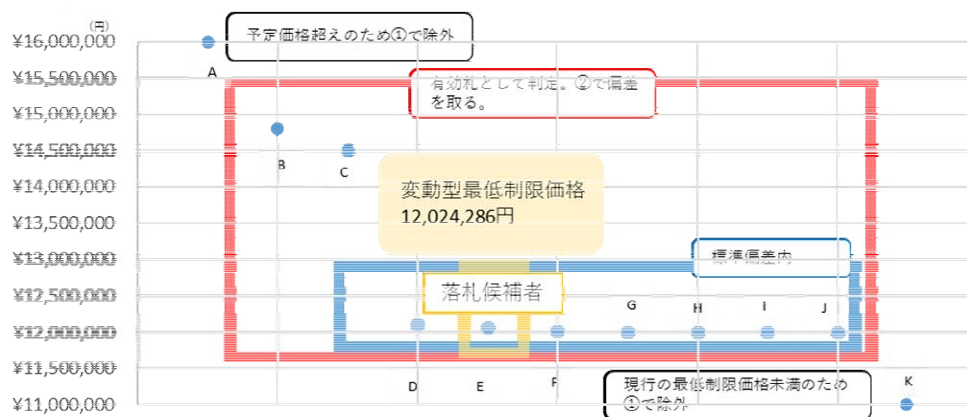 (円)
¥16,000,000
予定価格超えのため①で除外
A
¥15,500,000
有効札として判定。②で偏差
を取る。
¥15,000,000
¥14,500,000
B
C
¥14,000,000
変動型最低制限価格
12,024,286円
¥13,500,000
¥13,000,000
標準偏差内
¥12,500,000
落札候補者
G
H
I
J
¥12,000,000
¥11,500,000
D
E
F
現行の最低制限価格未満のため
①で除外
K
¥11,000,000